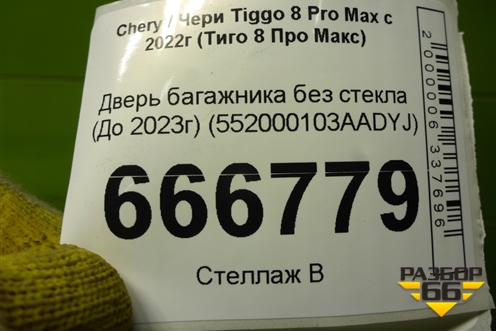 Chery / Чери Tiggo 8 Pro Max с
2022г (Тиго 8 Про Макс)
Дверь багажника без стекла
(До 2023г) (552000103AADYJ)
666779
Стеллаж В
2000006337696
РАЗБОР
66